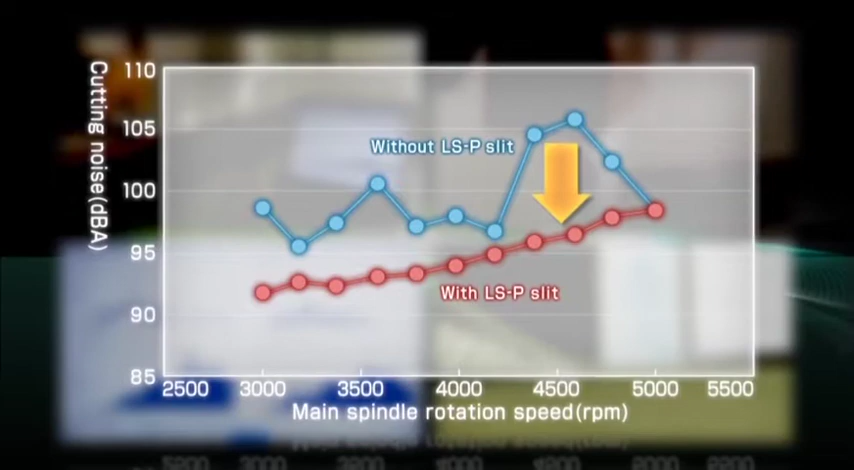 Cutting noise(dBA)
110
105
100
95
90
85
Without LS-P slit
With LS-P slit
2500 3000 3500 4000 4500 5000 5500
Main spindle rotation speed(rpm)